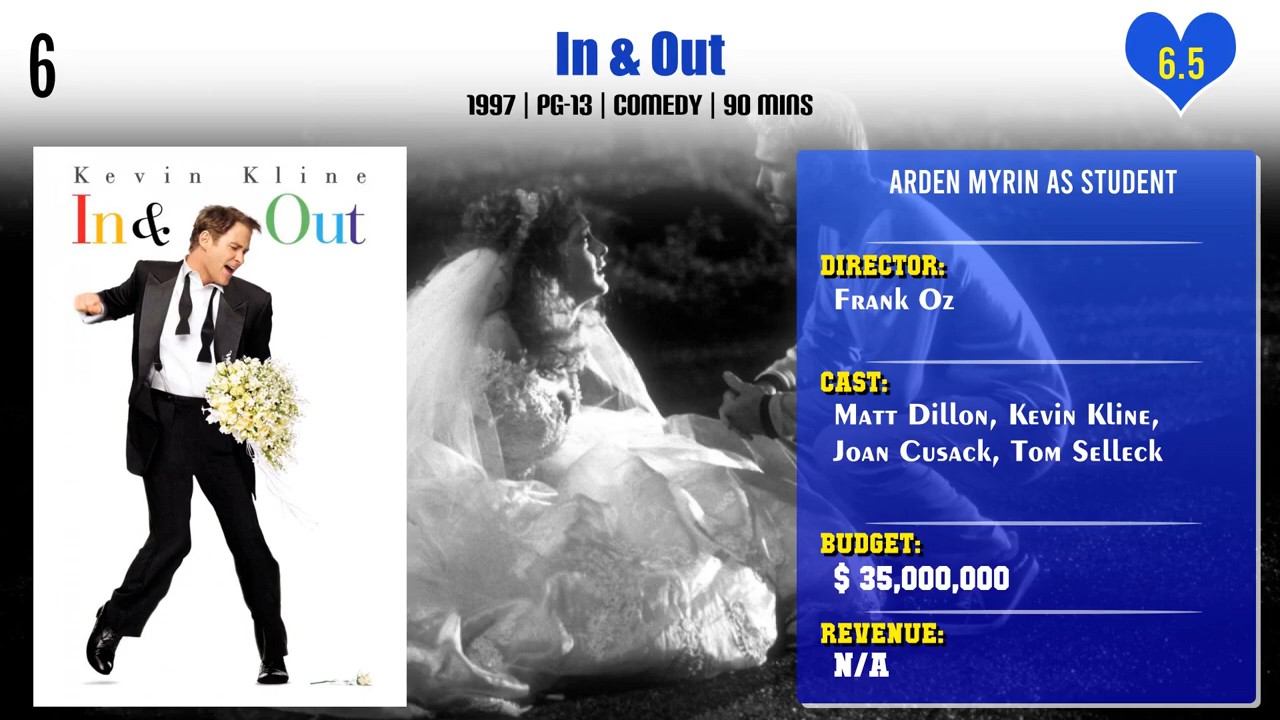 6
In & Out
1997 | PG-13 | COMEDY | 90 MINS
6.5
Kevin Kline
In & Out
ARDEN MYRIN AS STUDENT
DIRECTOR:
Frank Oz
CAST:
Matt Dillon, Kevin Kline,
Joan Cusack, Tom Selleck
BUDGET:
$ 35,000,000
REVENUE:
N/A